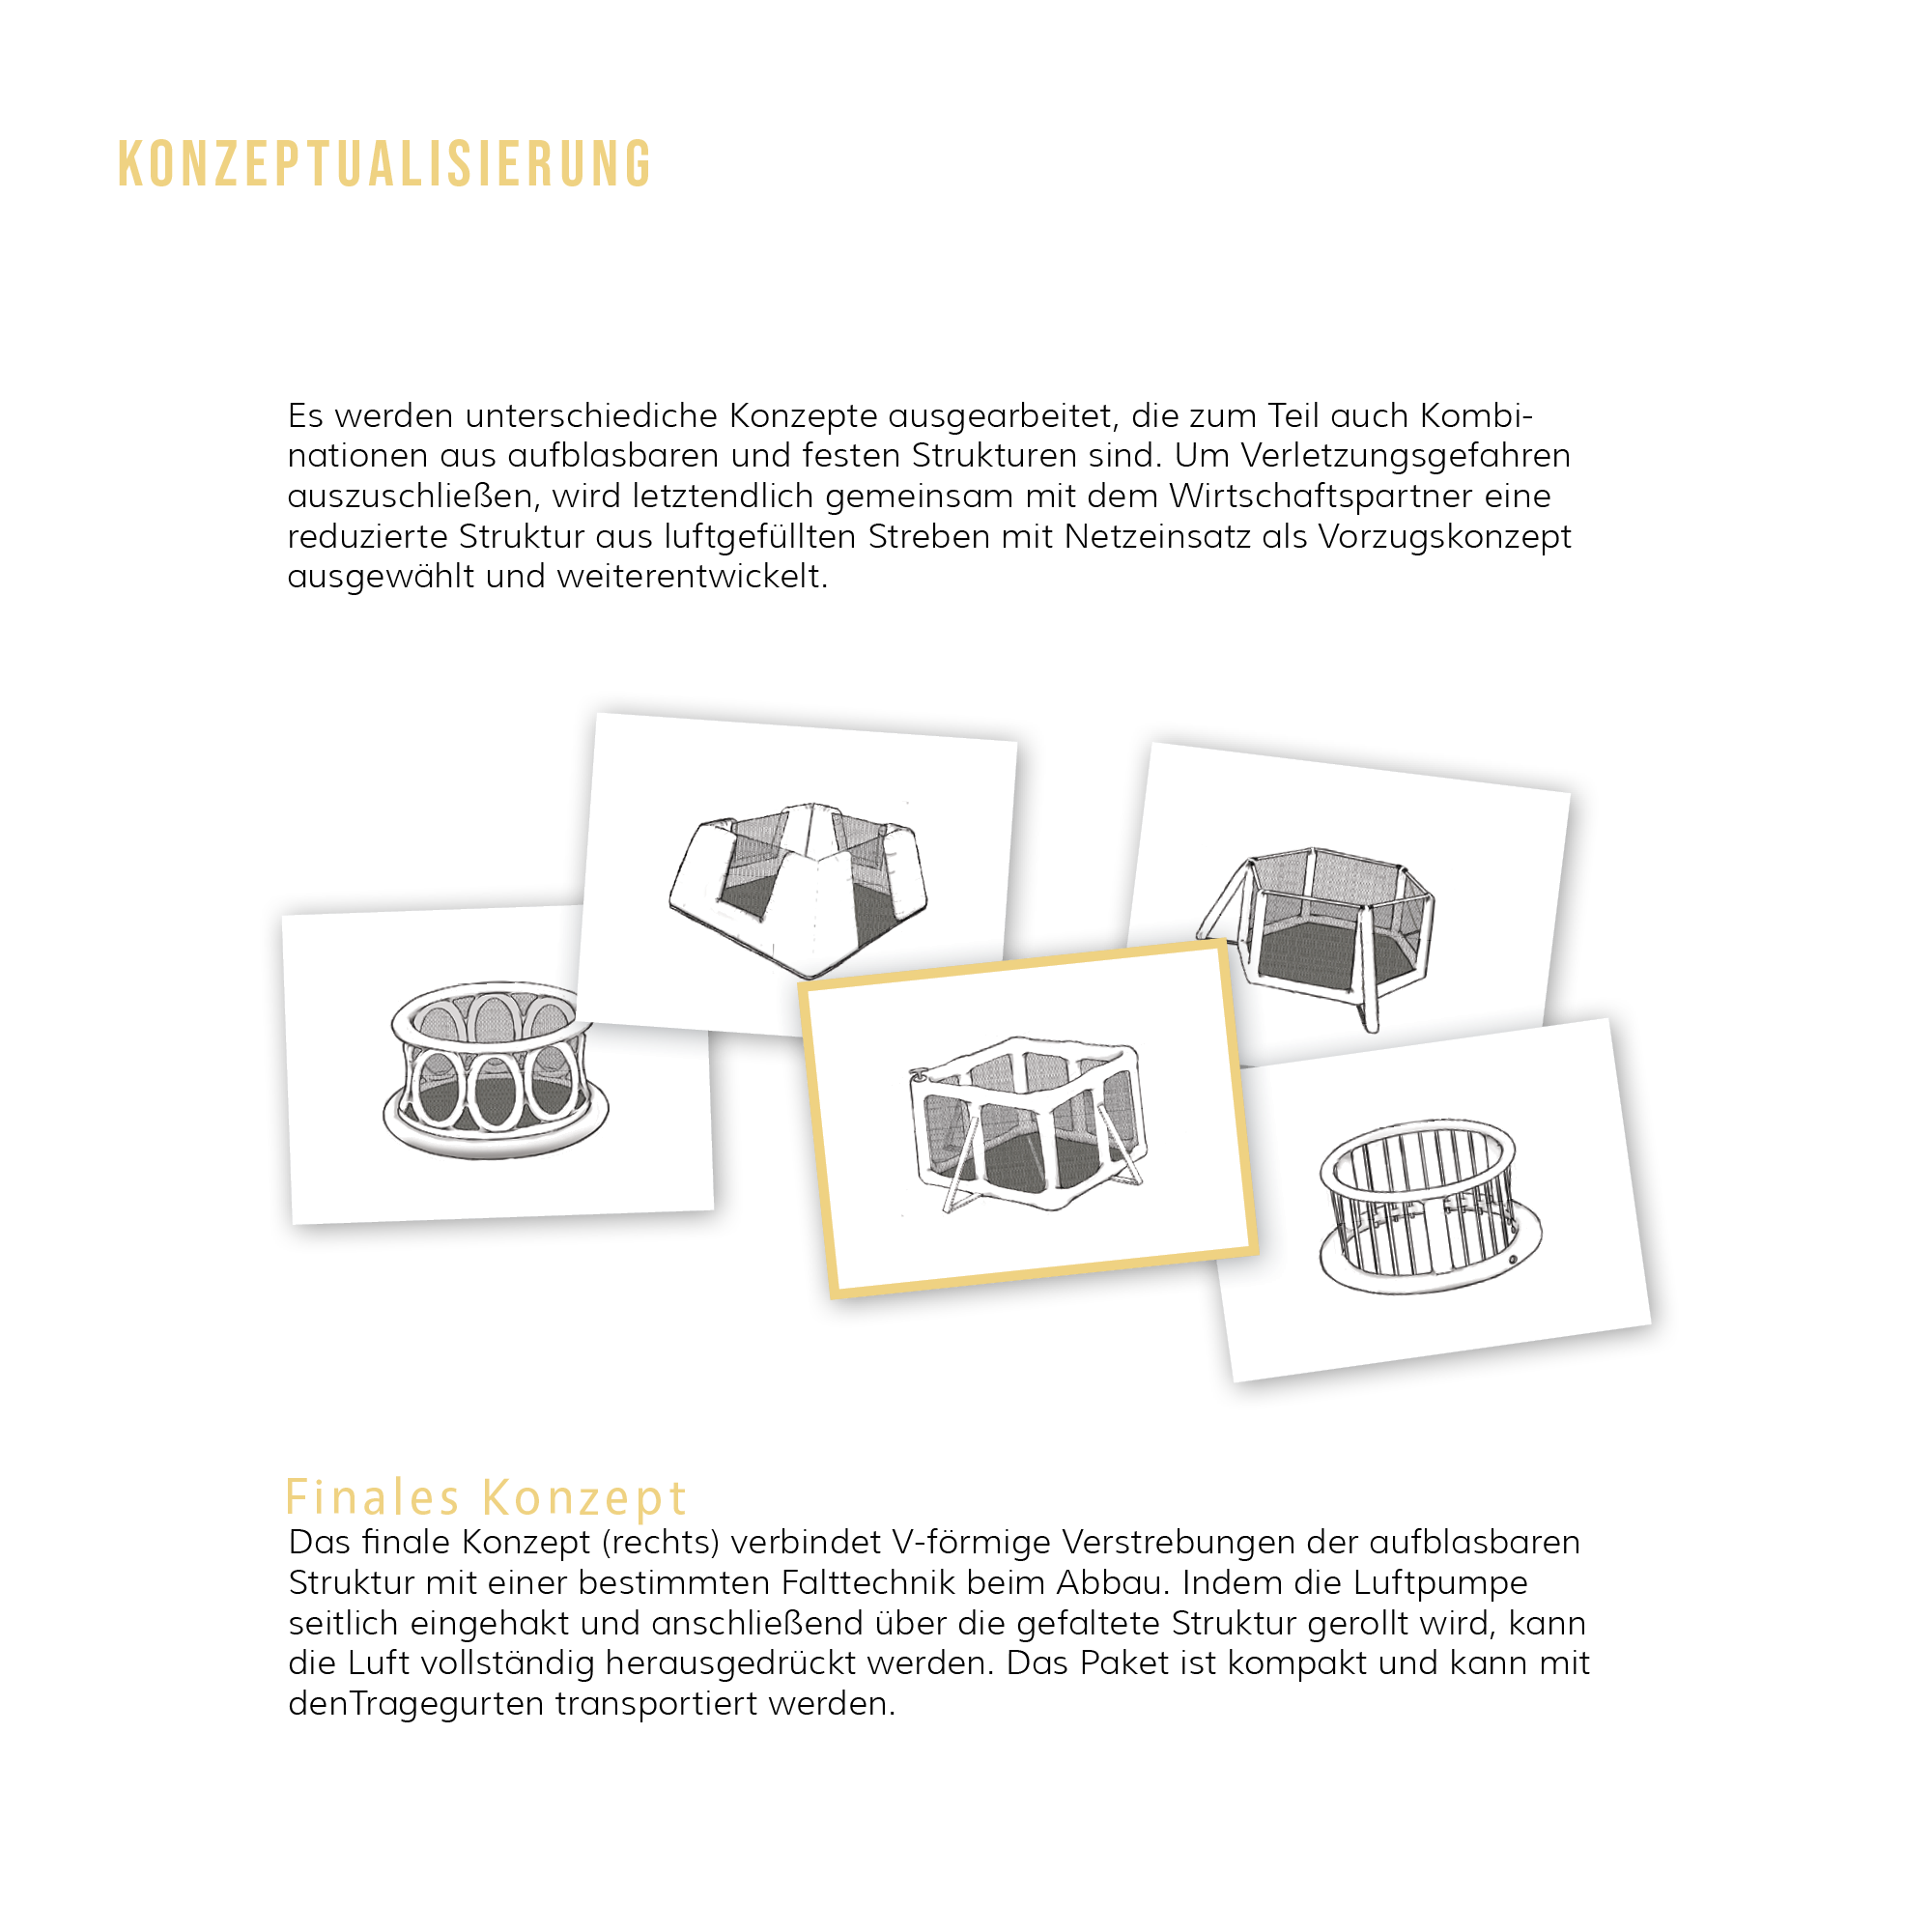 KONZEPTUALISIERUNG
Es werden unterschiediche Konzepte ausgearbeitet, die zum Teil auch Kombi-
nationen aus aufblasbaren und festen Strukturen sind. Um Verletzungsgefahren
auszuschließen, wird letztendlich gemeinsam mit dem Wirtschaftspartner eine
reduzierte Struktur aus luftgefüllten Streben mit Netzeinsatz als Vorzugskonzept
ausgewählt und weiterentwickelt.
Finales Konzept
Das finale Konzept (rechts) verbindet V-förmige Verstrebungen der aufblasbaren
Struktur mit einer bestimmten Falttechnik beim Abbau. Indem die Luftpumpe
seitlich eingehakt und anschließend über die gefaltete Struktur gerollt wird, kann
die Luft vollständig herausgedrückt werden. Das Paket ist kompakt und kann mit
denTragegurten transportiert werden.